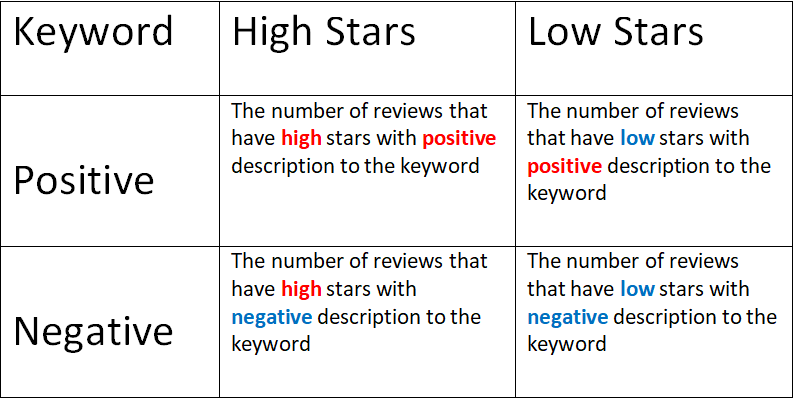 Keyword
High Stars
Low Stars
Positive
The number of reviews that
have high stars with positive
description to the keyword
The number of reviews
that have low stars with
positive description to the
keyword
Negative
The number of reviews that
have high stars with
negative description to the
keyword
The number of reviews
that have low stars with
negative description to the
keyword